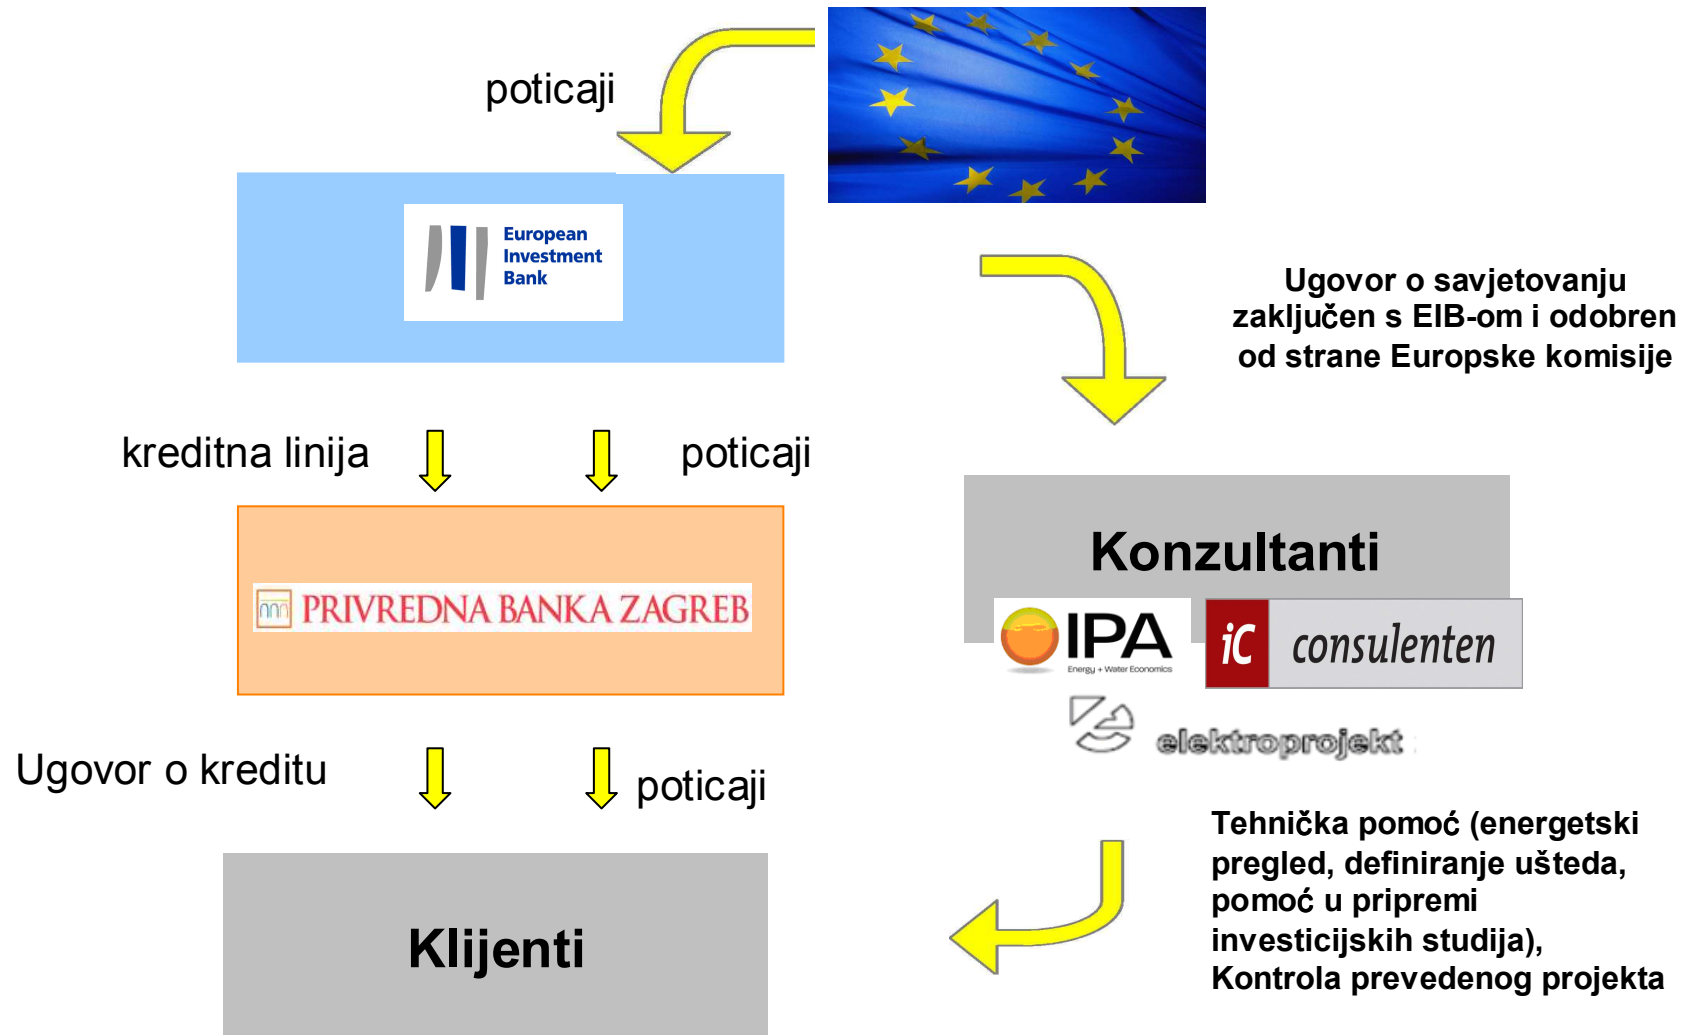 poticaji
European
Investment
Bank
Ugovor o savjetovanju
zaključen s EIB-om i odobren
od strane Europske komisije
kreditna linija
poticaji
Konzultanti
PRIVREDNA BANKA ZAGREB
IPA
Energy + Water Economics
iC consulenten
elektroprojekt
Ugovor o kreditu
poticaji
Tehnička pomoć (energetski
pregled, definiranje ušteda,
pomoć u pripremi
investicijskih studija),
Kontrola prevedenog projekta
Klijenti